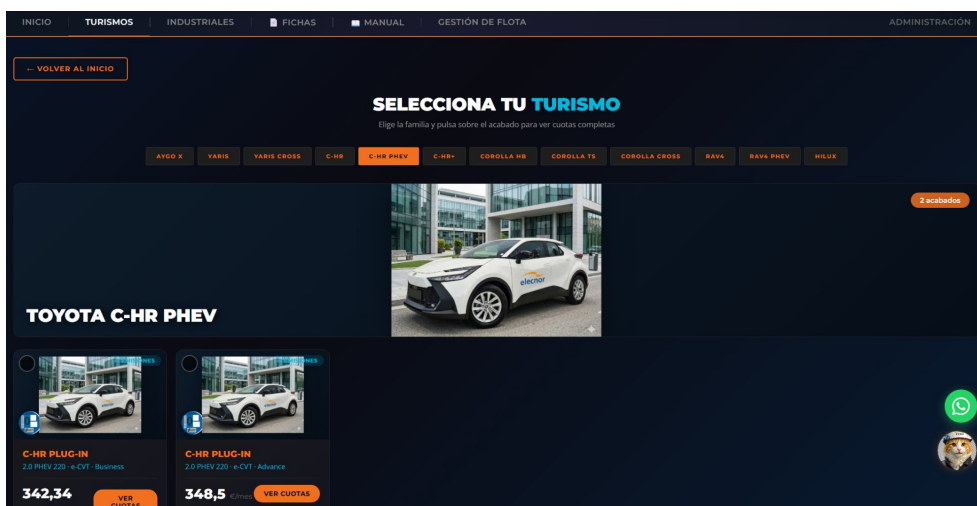 INICIO
TURISMOS
INDUSTRIALES
FICHAS
MANUAL
GESTIÓN DE FLOTA
ADMINISTRACIÓN
← VOLVER AL INICIO
SELECCIONA TU TURISMO
Elige la familia y pulsa sobre el acabado para ver cuotas completas
AYGO X
YARIS
YARIS CROSS
C-HR
C-HR PHEV
C-HR+
COROLLA HB
COROLLA TS
COROLLA CROSS
RAV4
RAV4 PHEV
HILUX
2 acabados
elecnor
TOYOTA C-HR PHEV
C-HR PLUG-IN
2.0 PHEV 220 · e-CVT · Business
342,34
VER
CUOTAS
C-HR PLUG-IN
2.0 PHEV 220 · e-CVT · Advance
348,5 €/mes
VER CUOTAS